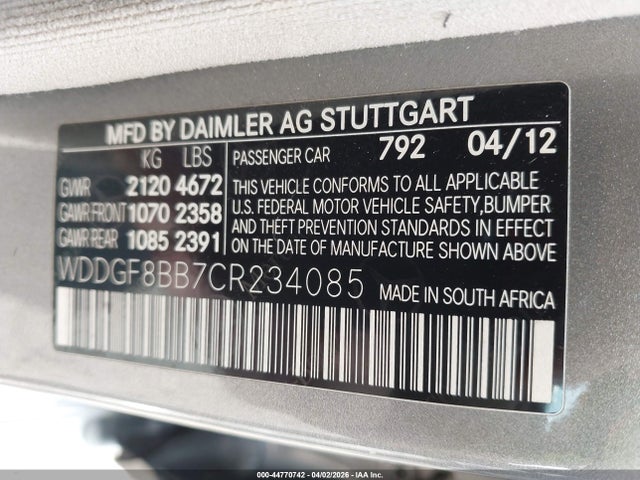 MFD BY DAIMLER AG STUTTGART
KG LBS
GVWR 2120 4672
GAWR FRONT 1070 2358
GAWR REAR 1085 2391
PASSENGER CAR 792 04/12
THIS VEHICLE CONFORMS TO ALL APPLICABLE
U.S. FEDERAL MOTOR VEHICLE SAFETY,BUMPER
AND THEFT PREVENTION STANDARDS IN EFFECT
ON THE DATE OF MANUFACTURE SHOWN ABOVE
WDDGF8BB7CR234085 MADE IN SOUTH AFRICA
000-44770742 04/02/2026 - IAA Inc.